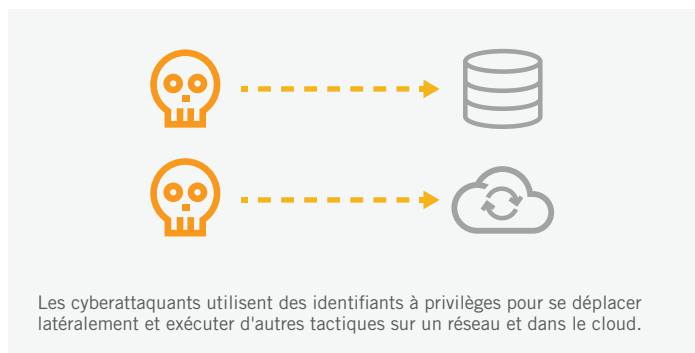 Les cyberattaquants utilisent des identifiants à privilèges pour se déplacer
latéralement et exécuter d'autres tactiques sur un réseau et dans le cloud.